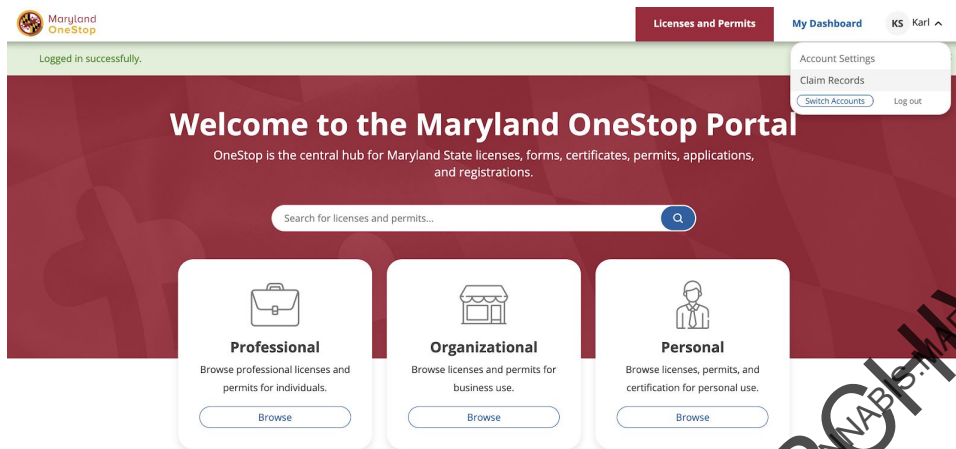 Maryland
OneStop
Licenses and Permits
My Dashboard
KS Karl
Logged in successfully.
Account Settings
Claim Records
Switch Accounts
Log out
Welcome to the Maryland OneStop Portal
OneStop is the central hub for Maryland State licenses, forms, certificates, permits, applications,
and registrations.
Search for licenses and permits...
Professional
Browse professional licenses and
permits for individuals.
Browse
Organizational
Browse licenses and permits for
business use.
Browse
Personal
Browse licenses, permits, and
certification for personal use.
Browse